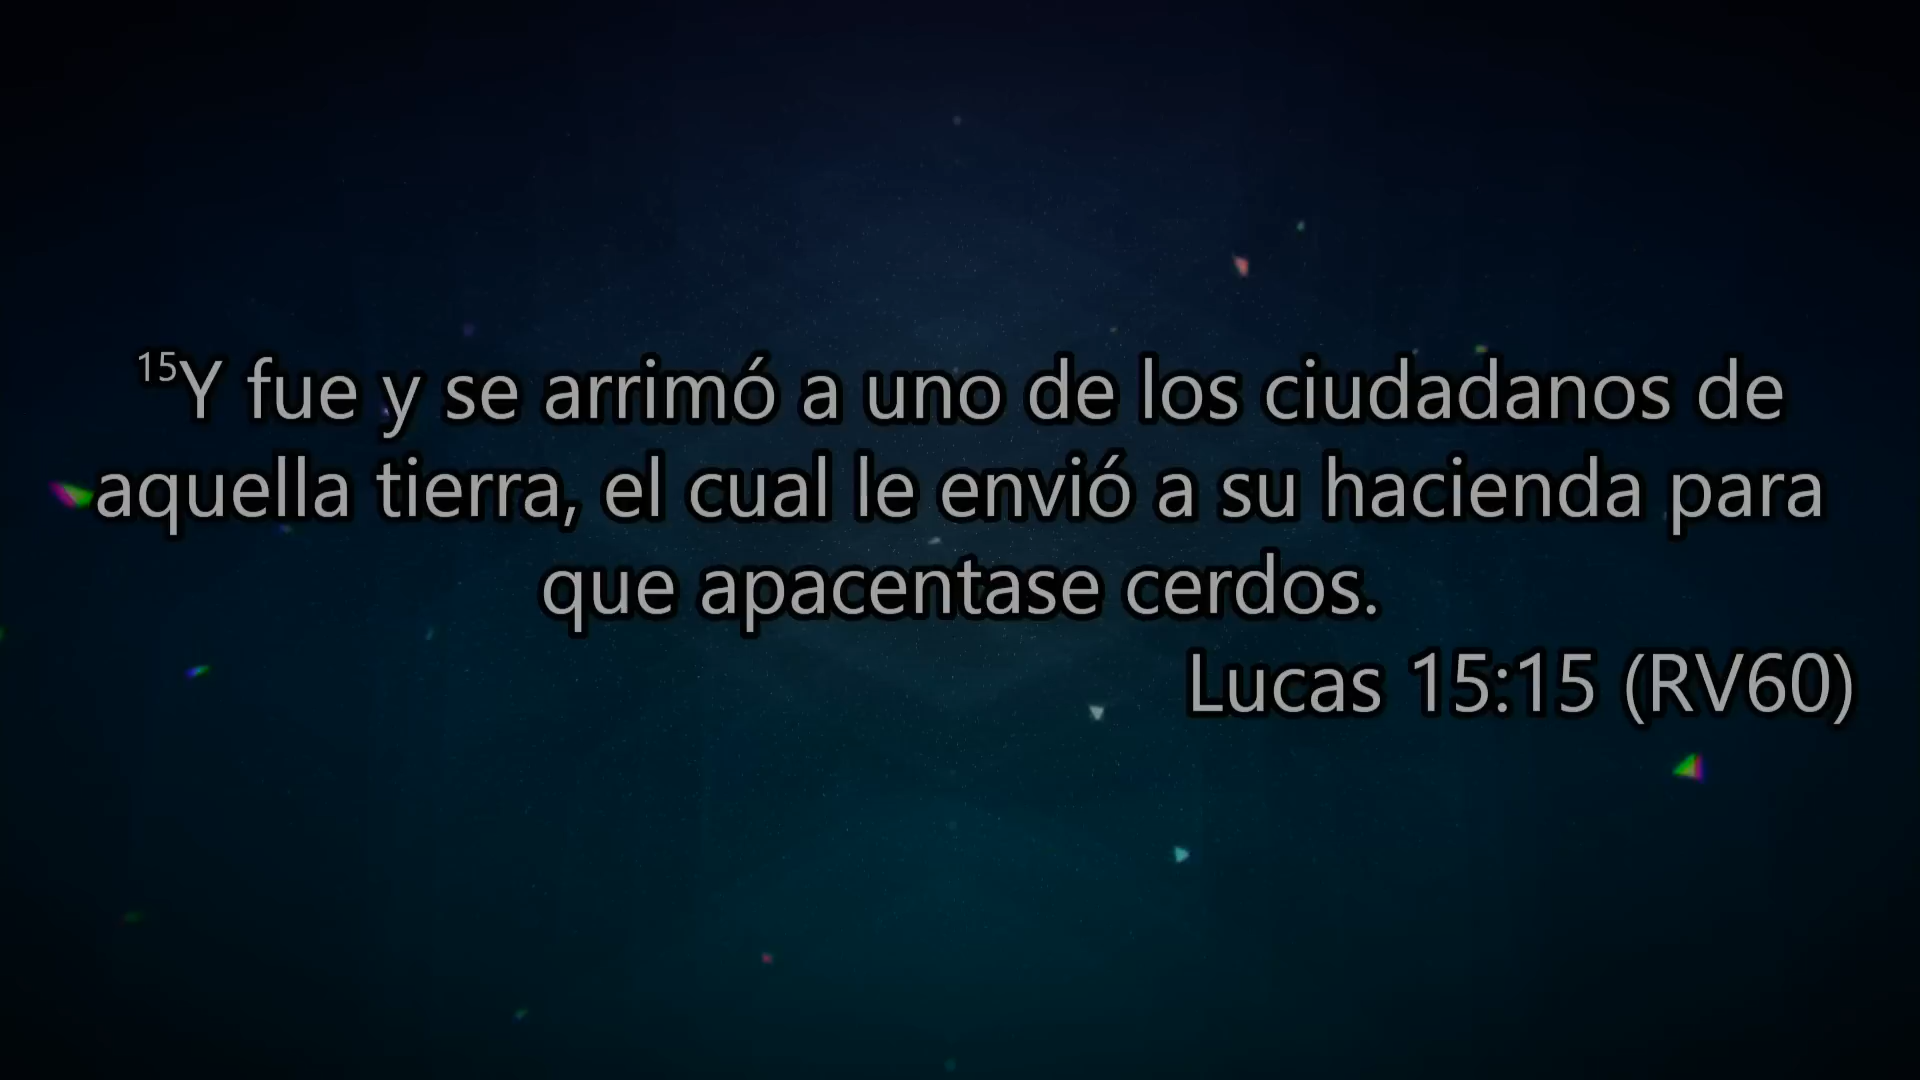 ¹⁵Y fue y se arrimó a uno de los ciudadanos de
aquella tierra, el cual le envió a su hacienda para
que apacentase cerdos.
Lucas 15:15 (RV60)